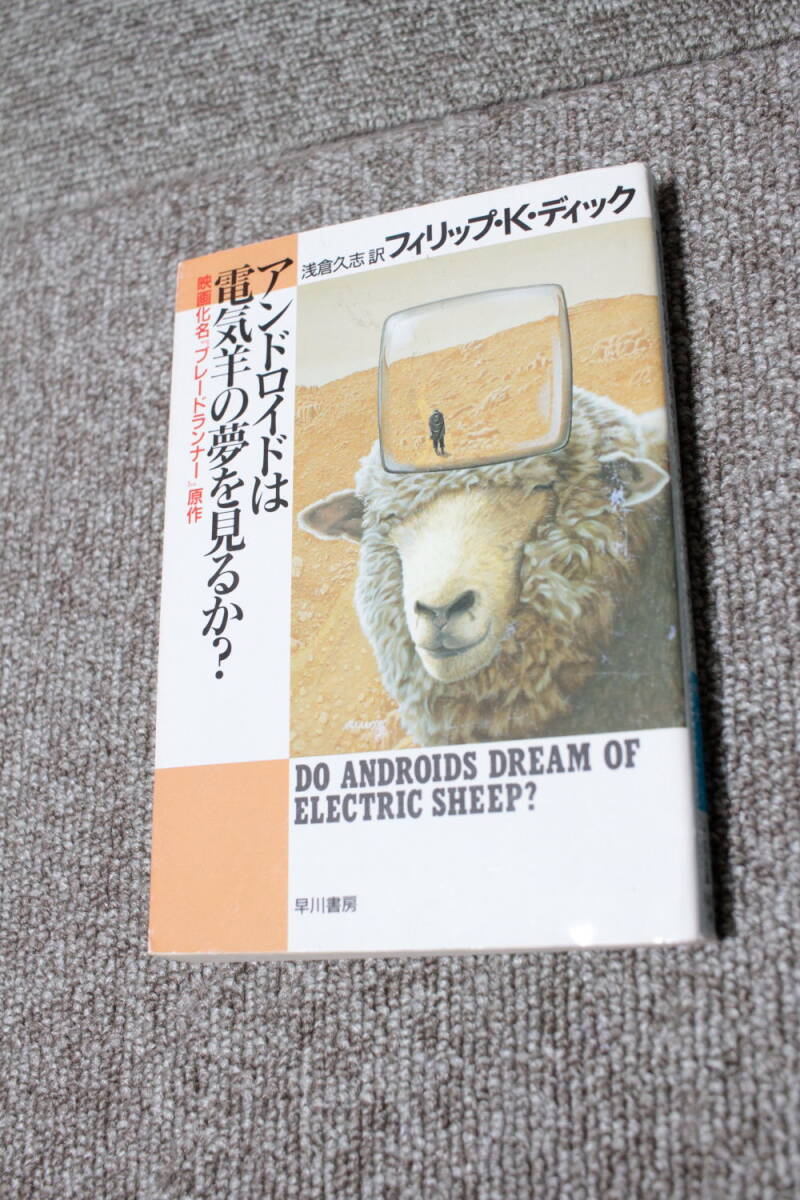 浅倉久志訳 フィリップ・K・ディック
アンドロイドは
電気羊の夢を見るか?
映画化名『ブレードランナー』原作
DO ANDROIDS DREAM OF
ELECTRIC SHEEP?
早川書房